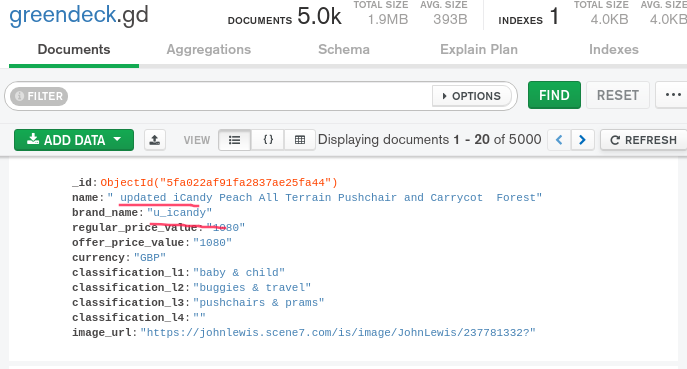 greendeck.gd
DOCUMENTS 5.0k TOTAL SIZE 1.9MB AVG. SIZE 393B INDEXES 1 TOTAL SIZE 4.0KB AVG. SIZE 4.0KB
Documents Aggregations Schema Explain Plan Indexes
FILTER OPTIONS FIND RESET ...
ADD DATA VIEW { } Displaying documents 1 - 20 of 5000 < > REFRESH
_id: ObjectId("5fa022af91fa2837ae25fa44")
name: " updated iCandy Peach All Terrain Pushchair and Carrycot  Forest"
brand_name: "u_icandy"
regular_price_value: "1080"
offer_price_value: "1080"
currency: "GBP"
classification_l1: "baby & child"
classification_l2: "buggies & travel"
classification_l3: "pushchairs & prams"
classification_l4: ""
image_url: "https://johnlewis.scene7.com/is/image/JohnLewis/237781332?"